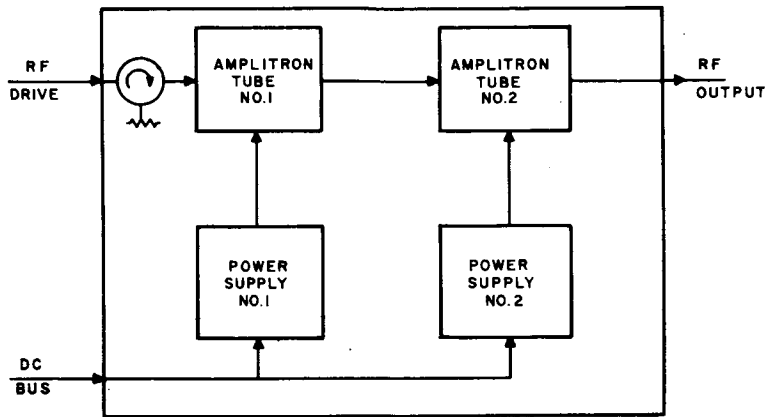 RF
DRIVE
AMPLITRON
TUBE
NO.1
AMPLITRON
TUBE
NO.2
RF
OUTPUT
POWER
SUPPLY
NO.1
POWER
SUPPLY
NO.2
DC
BUS